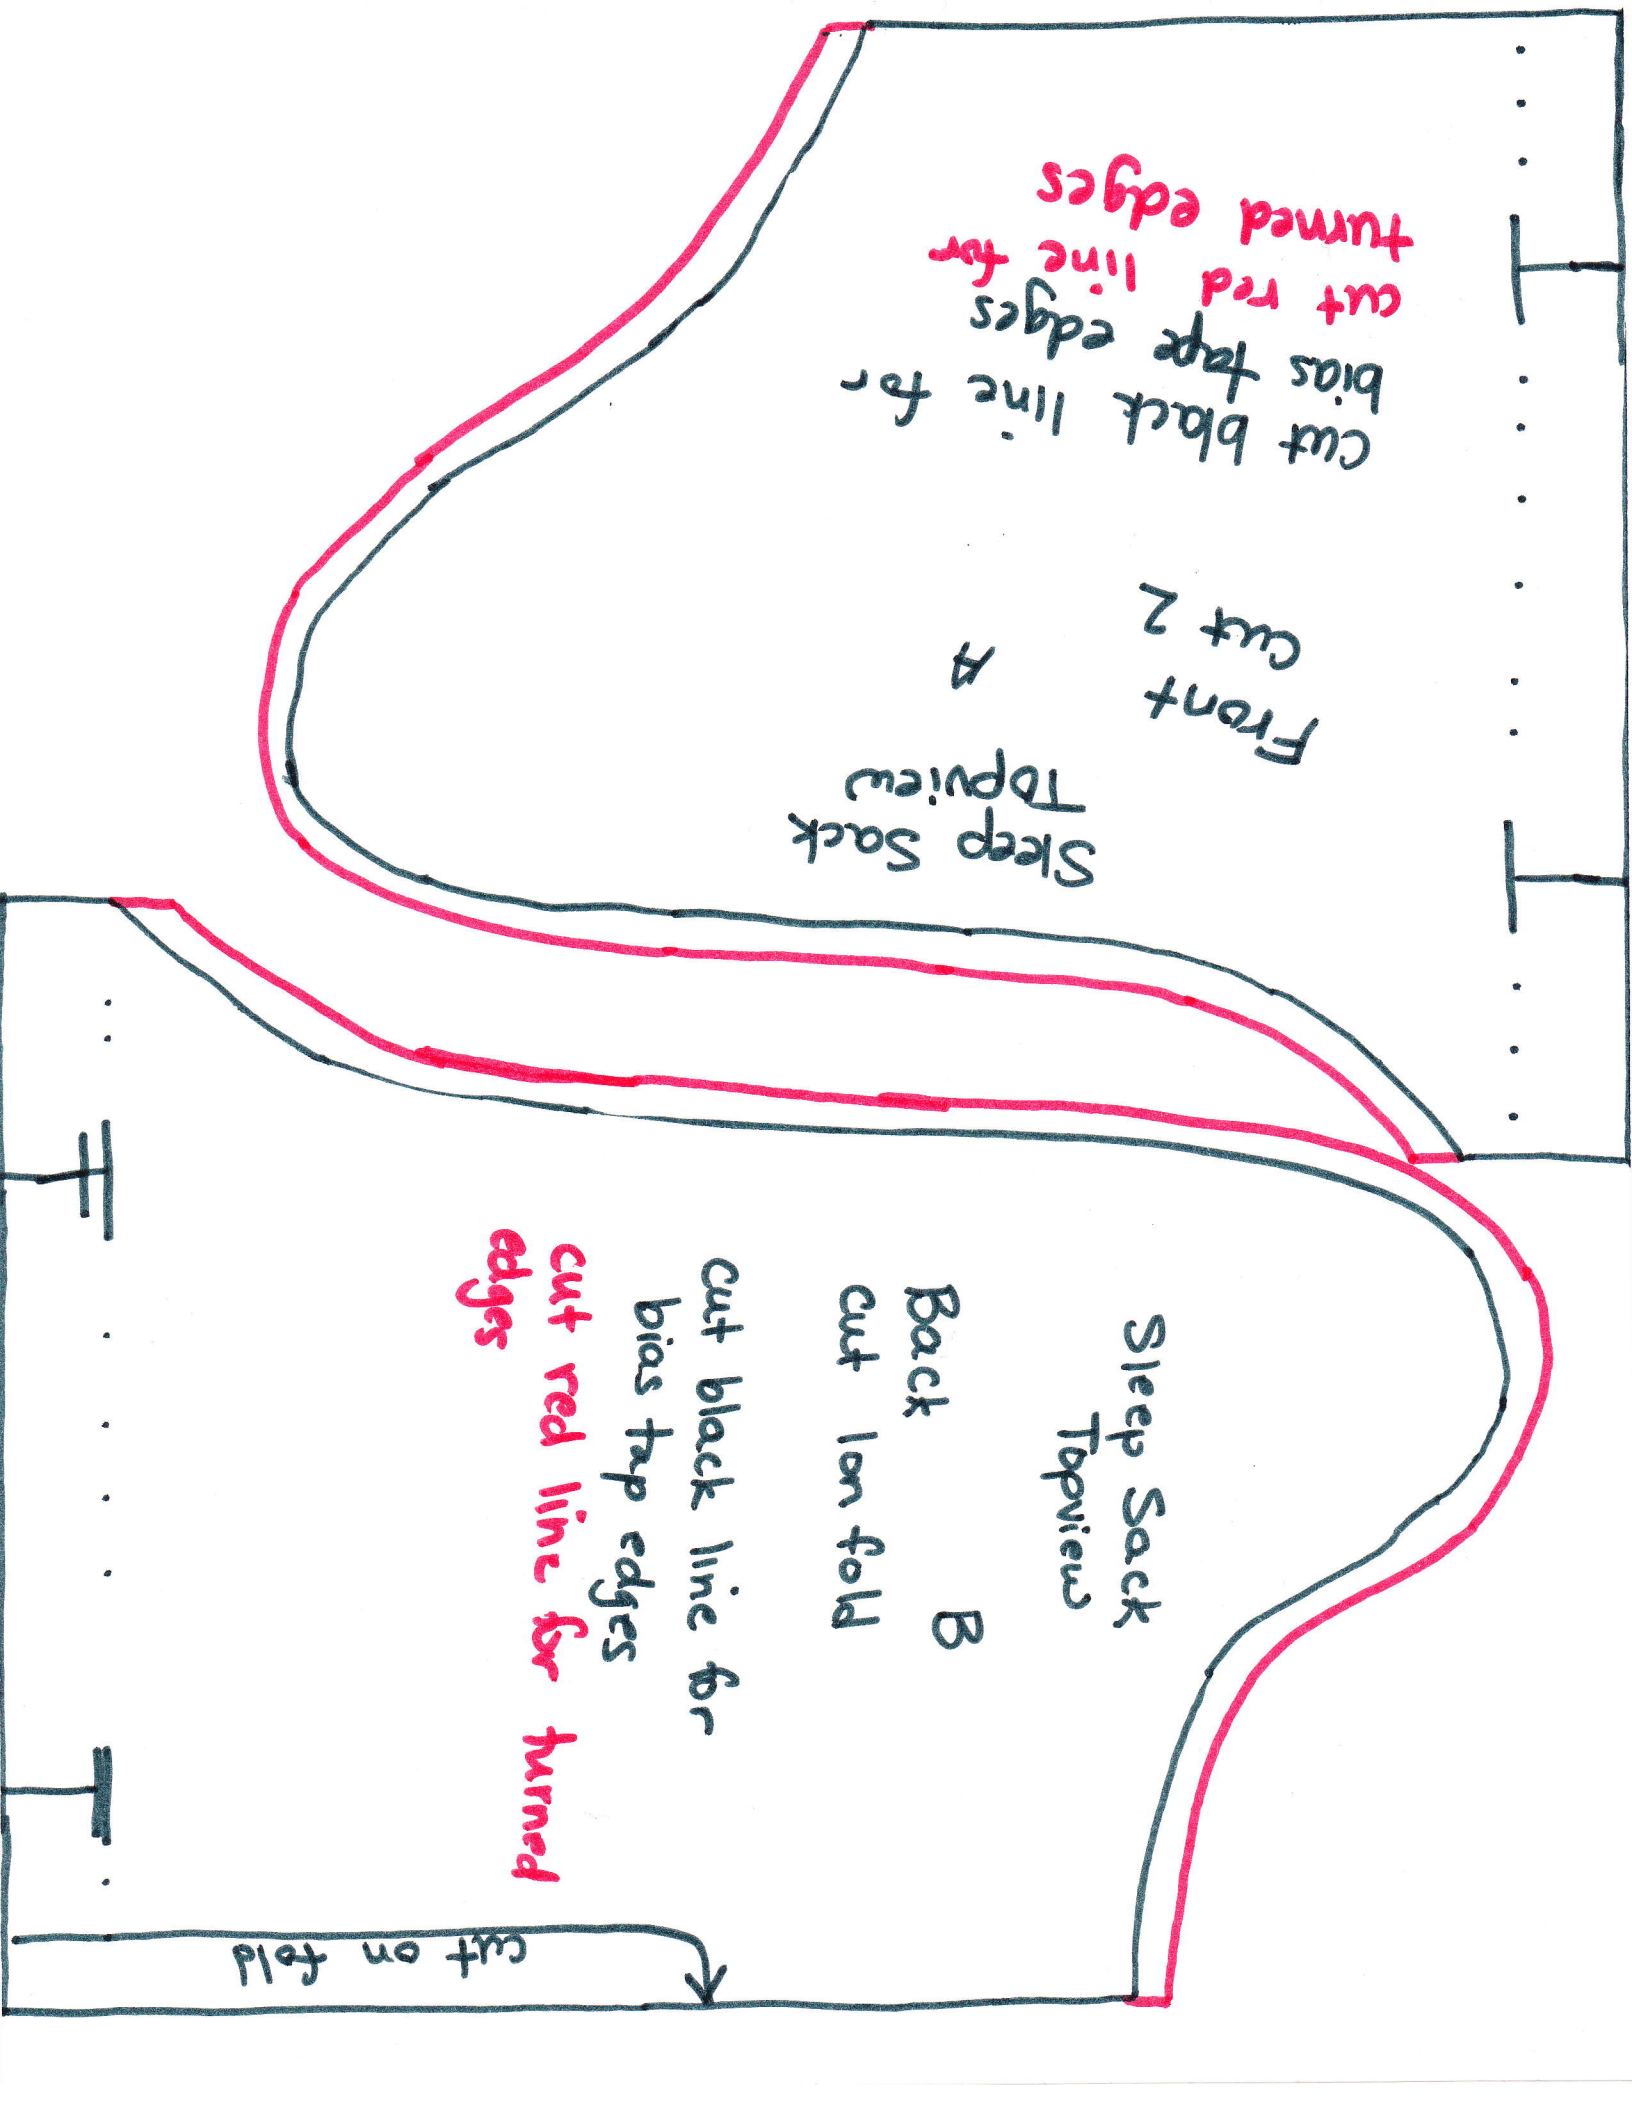 Sleep Sack
Topview
A
Front
cut 2
cut black line for
bias tape edges
cut red line for
turned edges
Sleep Sack
Topview
Back
B
cut 1on fold
cut black line for
bias tap edges
cut red line for turned
edges
cut on fold